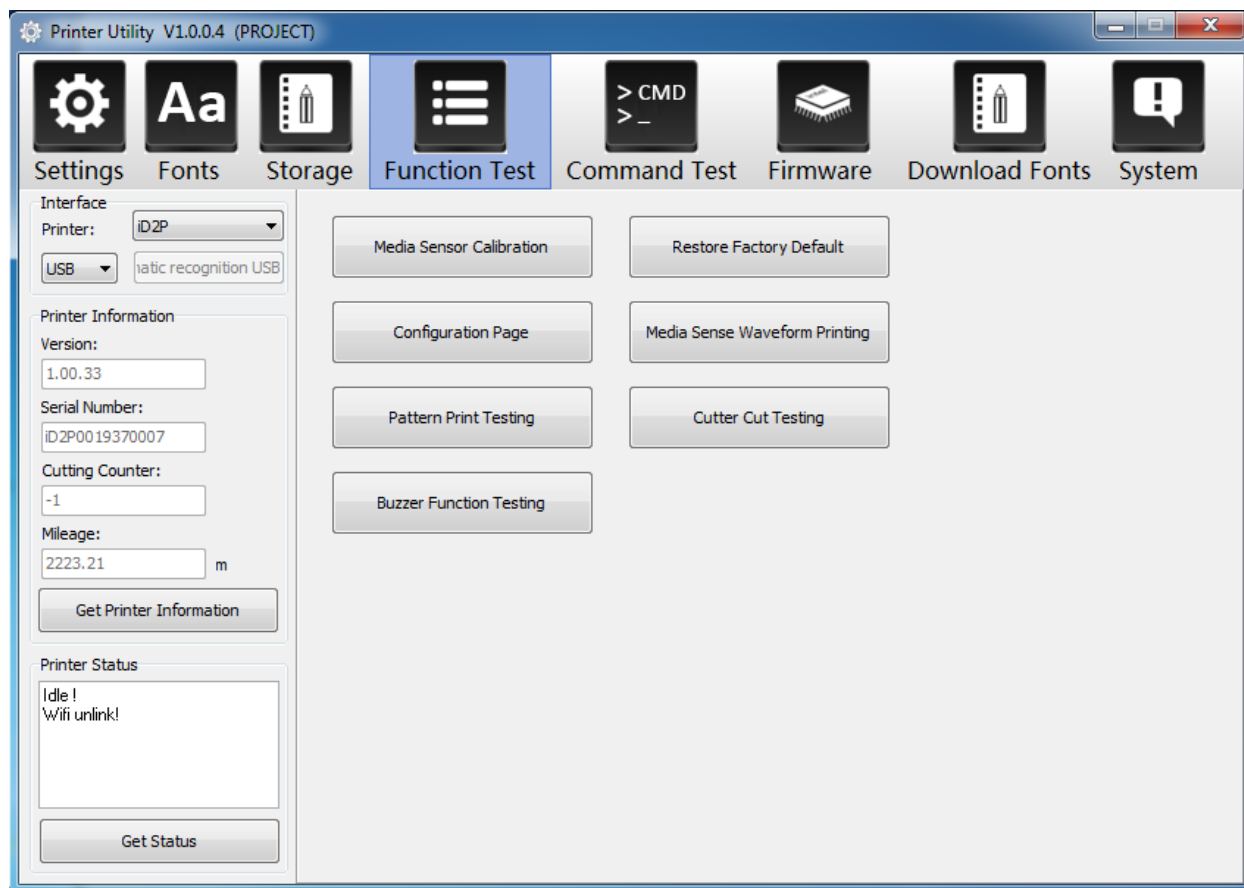 Printer Utility V1.0.0.4 (PROJECT)
Aa
> CMD
> _
Settings Fonts Storage Function Test Command Test Firmware Download Fonts System
Interface
Printer: iD2P
USB atic recognition USB
Printer Information
Version:
1.00.33
Serial Number:
iD2P0019370007
Cutting Counter:
-1
Mileage:
2223.21 m
Get Printer Information
Printer Status
Idle !
Wifi unlink!
Get Status
Media Sensor Calibration Restore Factory Default
Configuration Page Media Sense Waveform Printing
Pattern Print Testing Cutter Cut Testing
Buzzer Function Testing